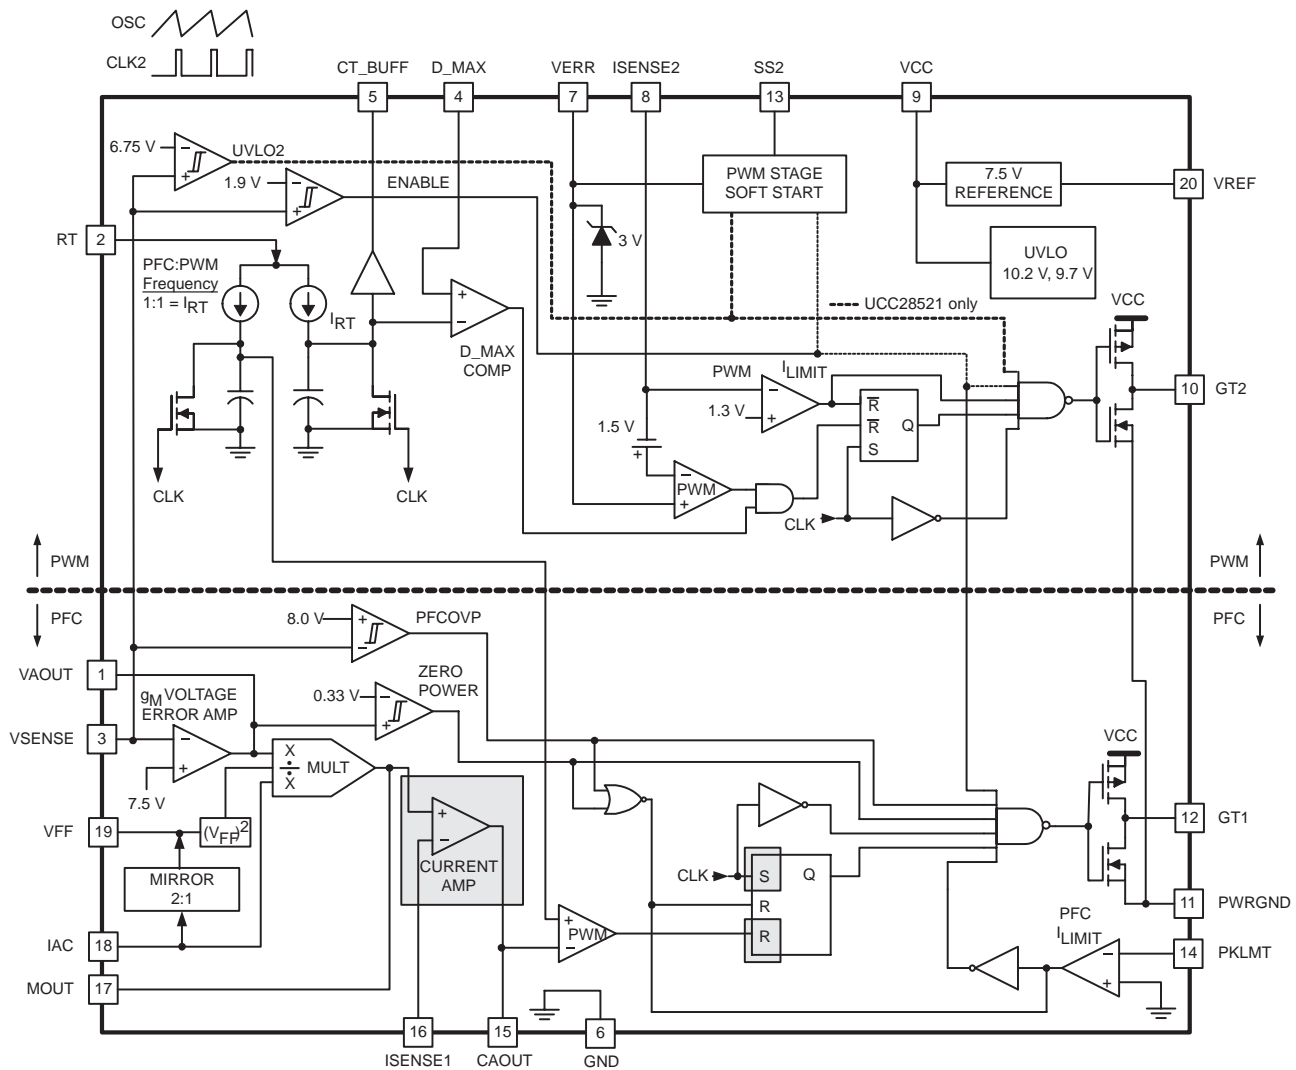 OSC
CLK2
CT_BUFF
D_MAX
VERR
ISENSE2
SS2
VCC
5
4
7
8
13
9
6.75 V
−
+
UVLO2
1.9 V
−
+
ENABLE
PWM STAGE
SOFT START
7.5 V
REFERENCE
20
VREF
RT
2
3 V
UVLO
10.2 V, 9.7 V
PFC:PWM
Frequency
1:1 = IRT
IRT
+
−
D_MAX
COMP
UCC28521 only
VCC
PWM
ILIMIT
−
+
1.3 V
R
R
S
Q
10
GT2
1.5 V
+
−
+
PWM
CLK
CLK
CLK
PWM
PWM
PFC
PFC
8.0 V
+
−
PFCOVP
VAOUT
1
ZERO
POWER
0.33 V
−
+
gM VOLTAGE
ERROR AMP
VSENSE
3
−
+
7.5 V
X
÷
X
MULT
VCC
VFF
19
(VFF)2
+
−
CURRENT
AMP
12
GT1
MIRROR
2:1
CLK
S
Q
R
R
11
PWRGND
+
PWM
−
PFC
ILIMIT
−
+
IAC
18
14
PKLMT
MOUT
17
16
15
6
ISENSE1
CAOUT
GND